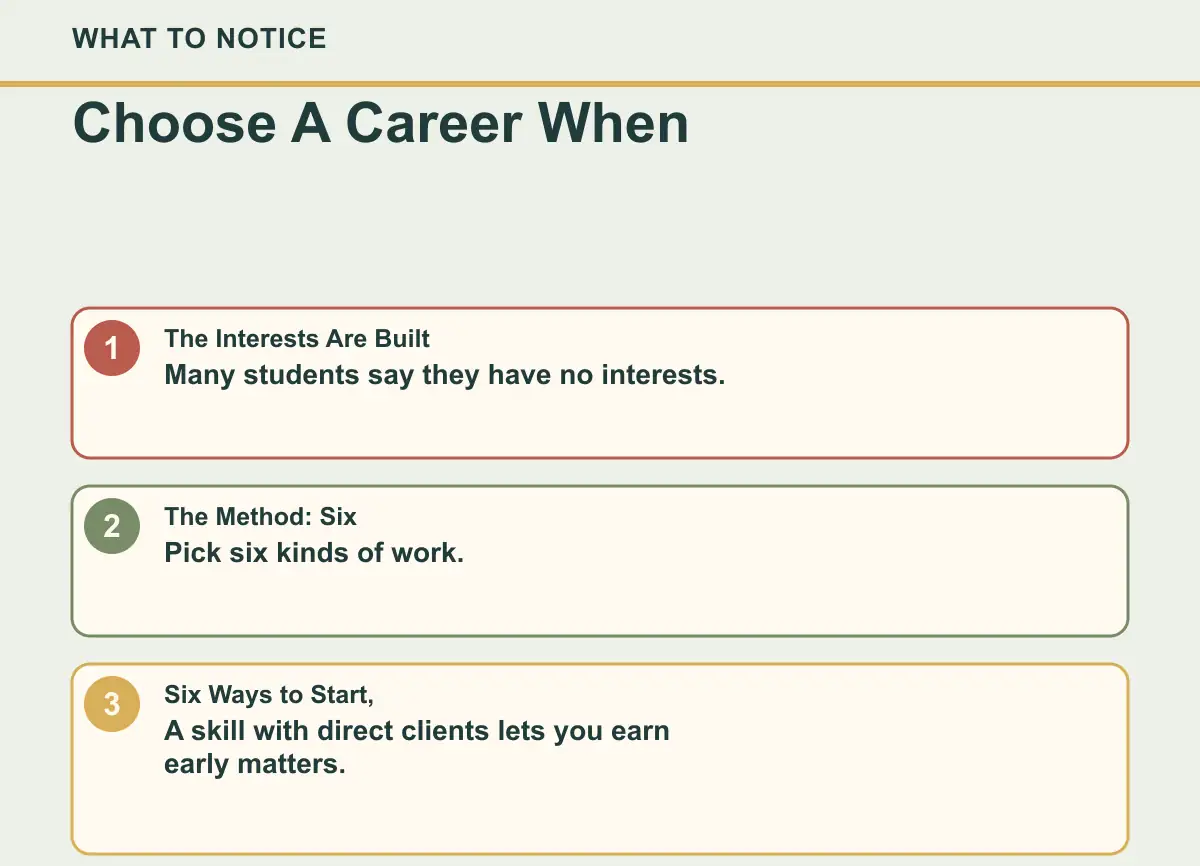 WHAT TO NOTICE
Choose A Career When
1
The Interests Are Built
Many students say they have no interests.
2
The Method: Six
Pick six kinds of work.
3
Six Ways to Start,
A skill with direct clients lets you earn
early matters.